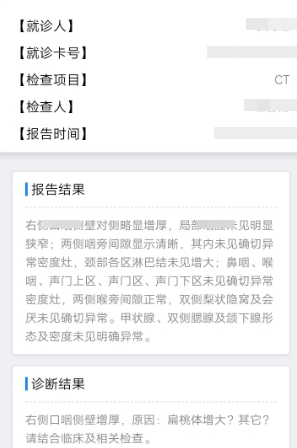 【就诊人】
【就诊卡号】
【检查项目】 CT
【检查人】
【报告时间】
报告结果
右侧口咽侧壁对侧略显增厚，局部未见明显
狭窄；两侧咽旁间隙显示清晰，其内未见确切异
常密度灶，颈部各区淋巴结未见增大；鼻咽、喉
咽、声门上区、声门区、声门下区未见确切异常
密度灶，两侧喉旁间隙正常，双侧梨状隐窝及会
厌未见确切异常。甲状腺、双侧腮腺及颌下腺形
态及密度未见明确异常。
诊断结果
右侧口咽侧壁增厚，原因：扁桃体增大？其它？
请结合临床及相关检查。